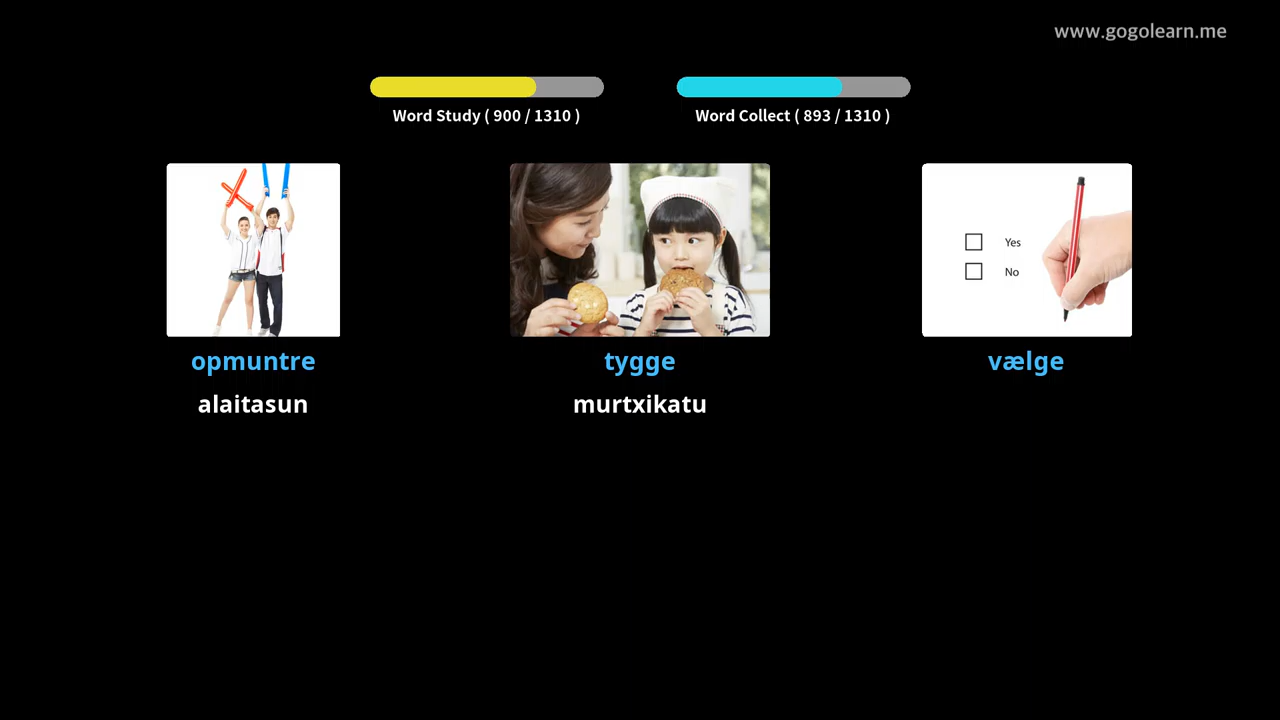 www.gogolearn.me
Word Study ( 900 / 1310 )
Word Collect ( 893 / 1310 )
Yes
No
opmuntre
tygge
vælge
alaitasun
murtxikatu